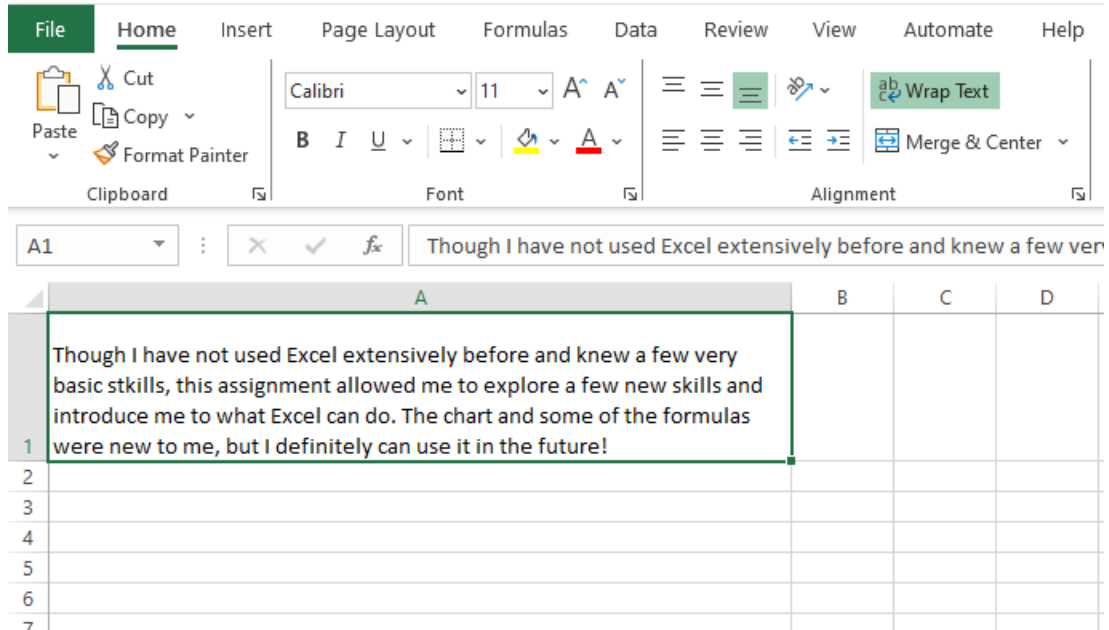 File Home Insert Page Layout Formulas Data Review View Automate Help
Cut
Copy
Paste
Format Painter
Clipboard
Calibri 11 A A
B I U A
Font
ab Wrap Text
c
Merge & Center
Alignment
A1 fx Though I have not used Excel extensively before and knew a few very
A B C D
Though I have not used Excel extensively before and knew a few very
basic stkills, this assignment allowed me to explore a few new skills and
introduce me to what Excel can do. The chart and some of the formulas
1 were new to me, but I definitely can use it in the future!
2
3
4
5
6
7